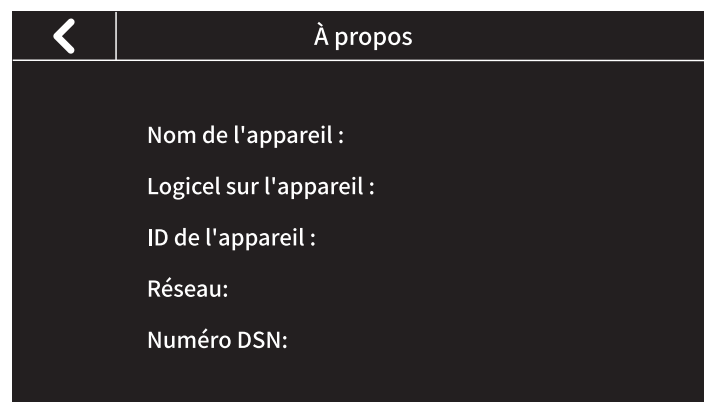 À propos
Nom de l'appareil :
Logicel sur l'appareil :
ID de l'appareil :
Réseau:
Numéro DSN: